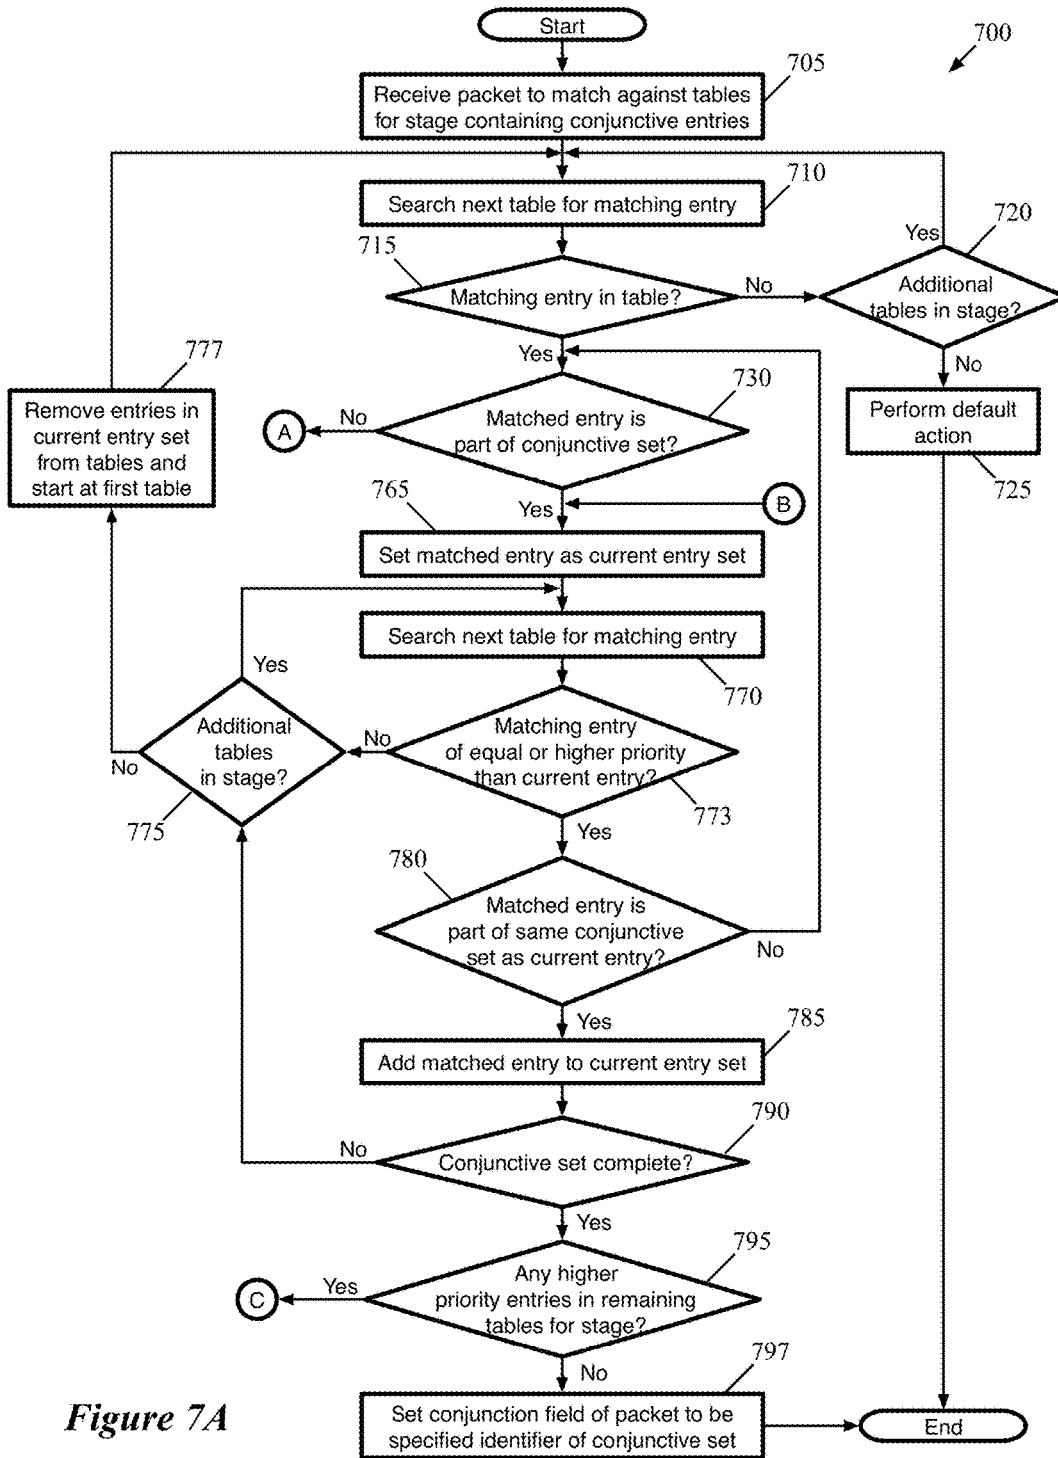 Start
700
705
Receive packet to match against tables
for stage containing conjunctive entries
710
Search next table for matching entry
720
Yes
715
Matching entry in table?
No
Additional
tables in stage?
Yes
No
777
Remove entries in
current entry set
from tables and
start at first table
730
A
No
Matched entry is
part of conjunctive set?
Perform default
action
725
765
Yes
B
Set matched entry as current entry set
Search next table for matching entry
770
Yes
Additional
tables
in stage?
No
775
No
Matching entry
of equal or higher priority
than current entry?
773
Yes
780
Matched entry is
part of same conjunctive
set as current entry?
No
Yes
785
Add matched entry to current entry set
790
No
Conjunctive set complete?
Yes
795
C
Yes
Any higher
priority entries in remaining
tables for stage?
No
797
Set conjunction field of packet to be
specified identifier of conjunctive set
End
Figure 7A